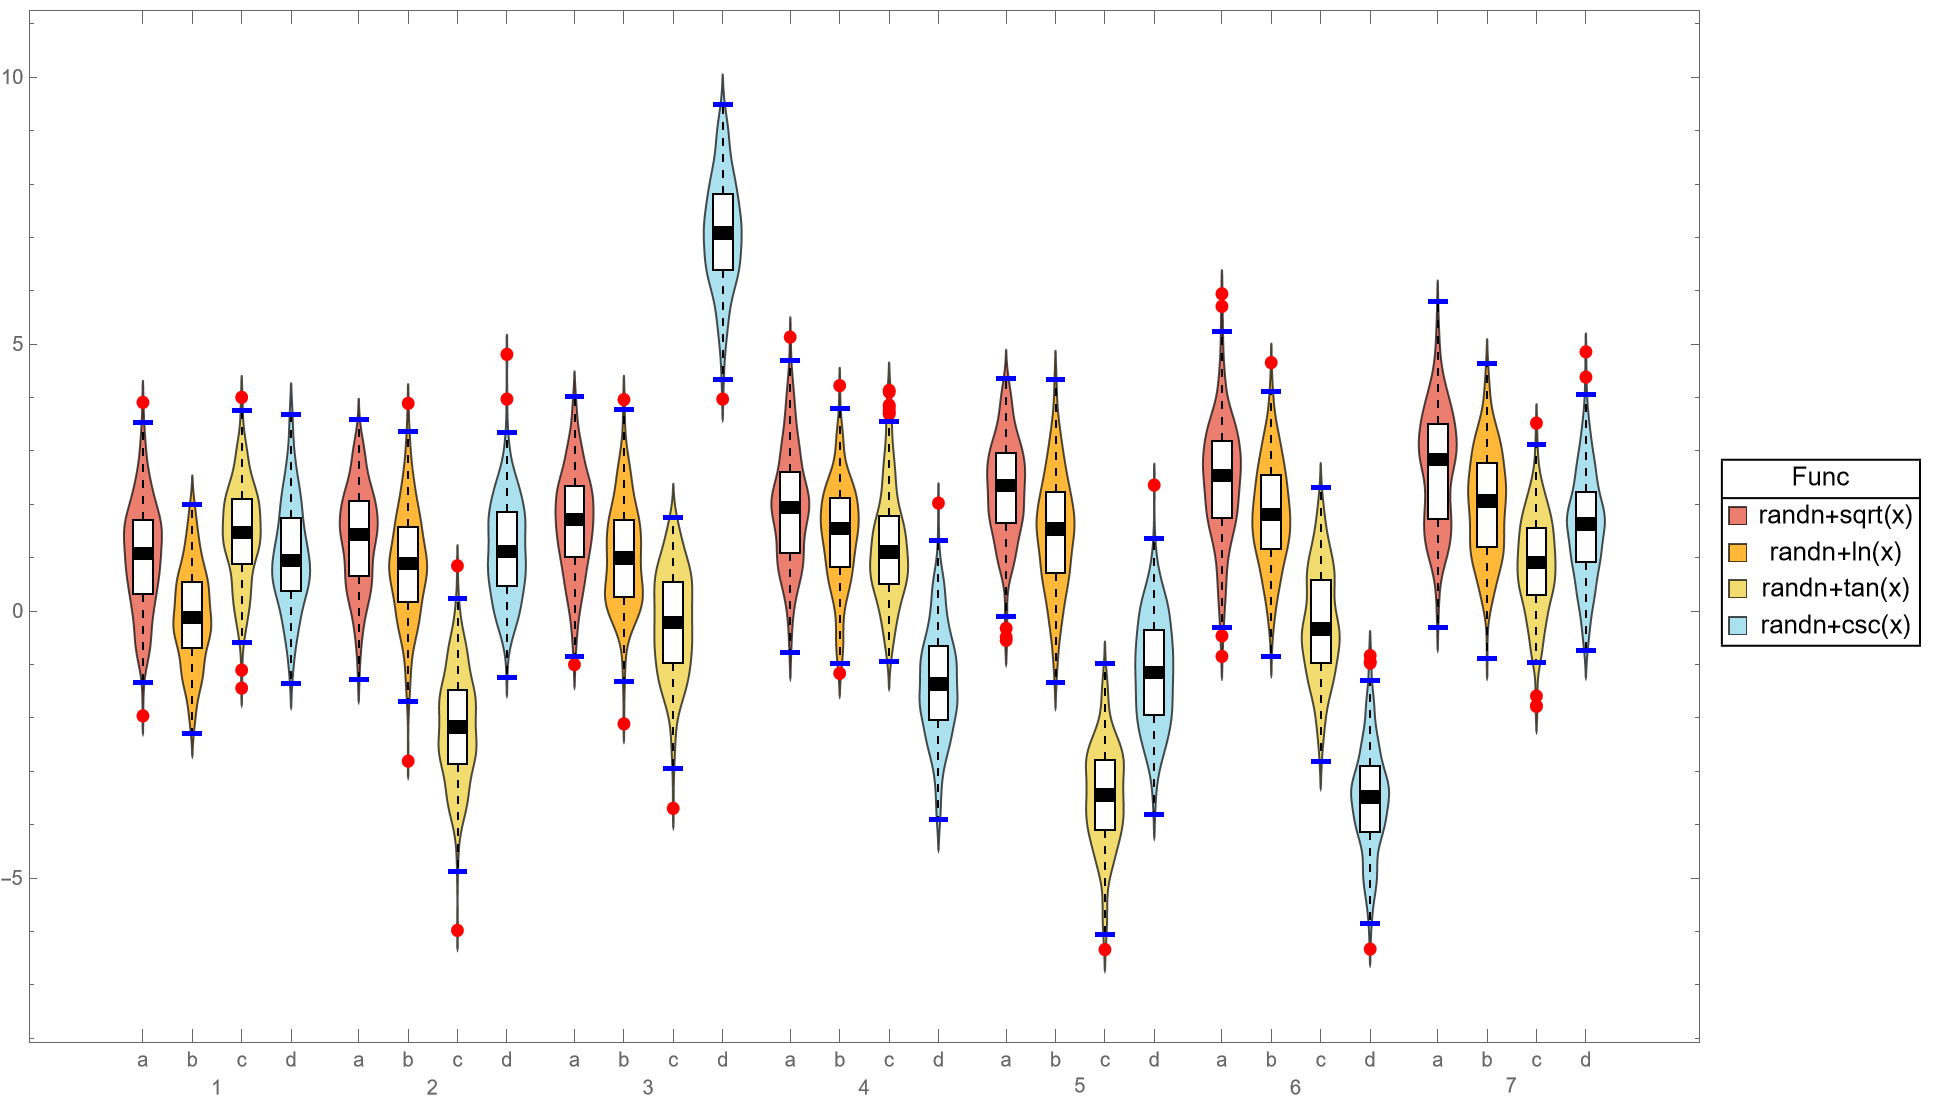 10
5
0
−5
a b c d a b c d a b c d a b c d a b c d a b c d a b c d
1 2 3 4 5 6 7
Func
randn+sqrt(x)
randn+ln(x)
randn+tan(x)
randn+csc(x)